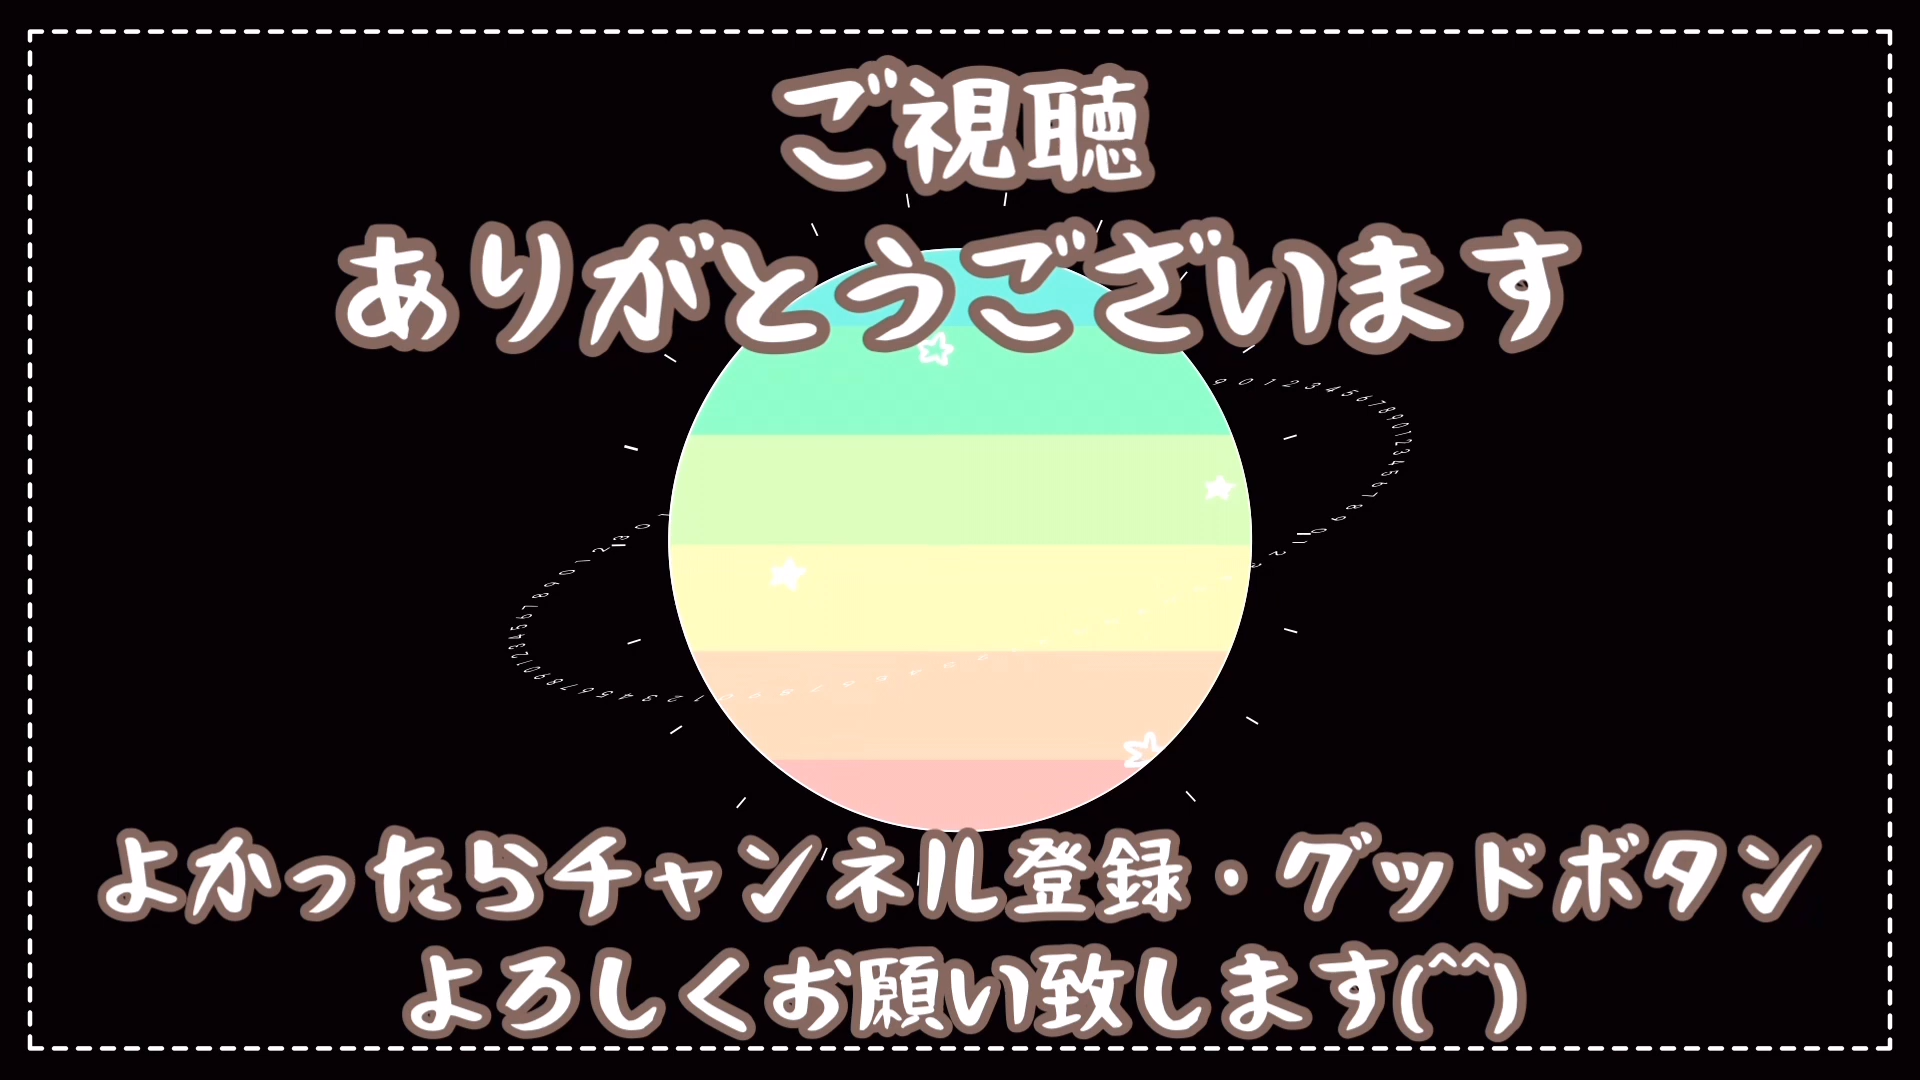 ご視聴
ありがとうございます
よかったらチャンネル登録・グッドボタン
よろしくお願い致します(^^)